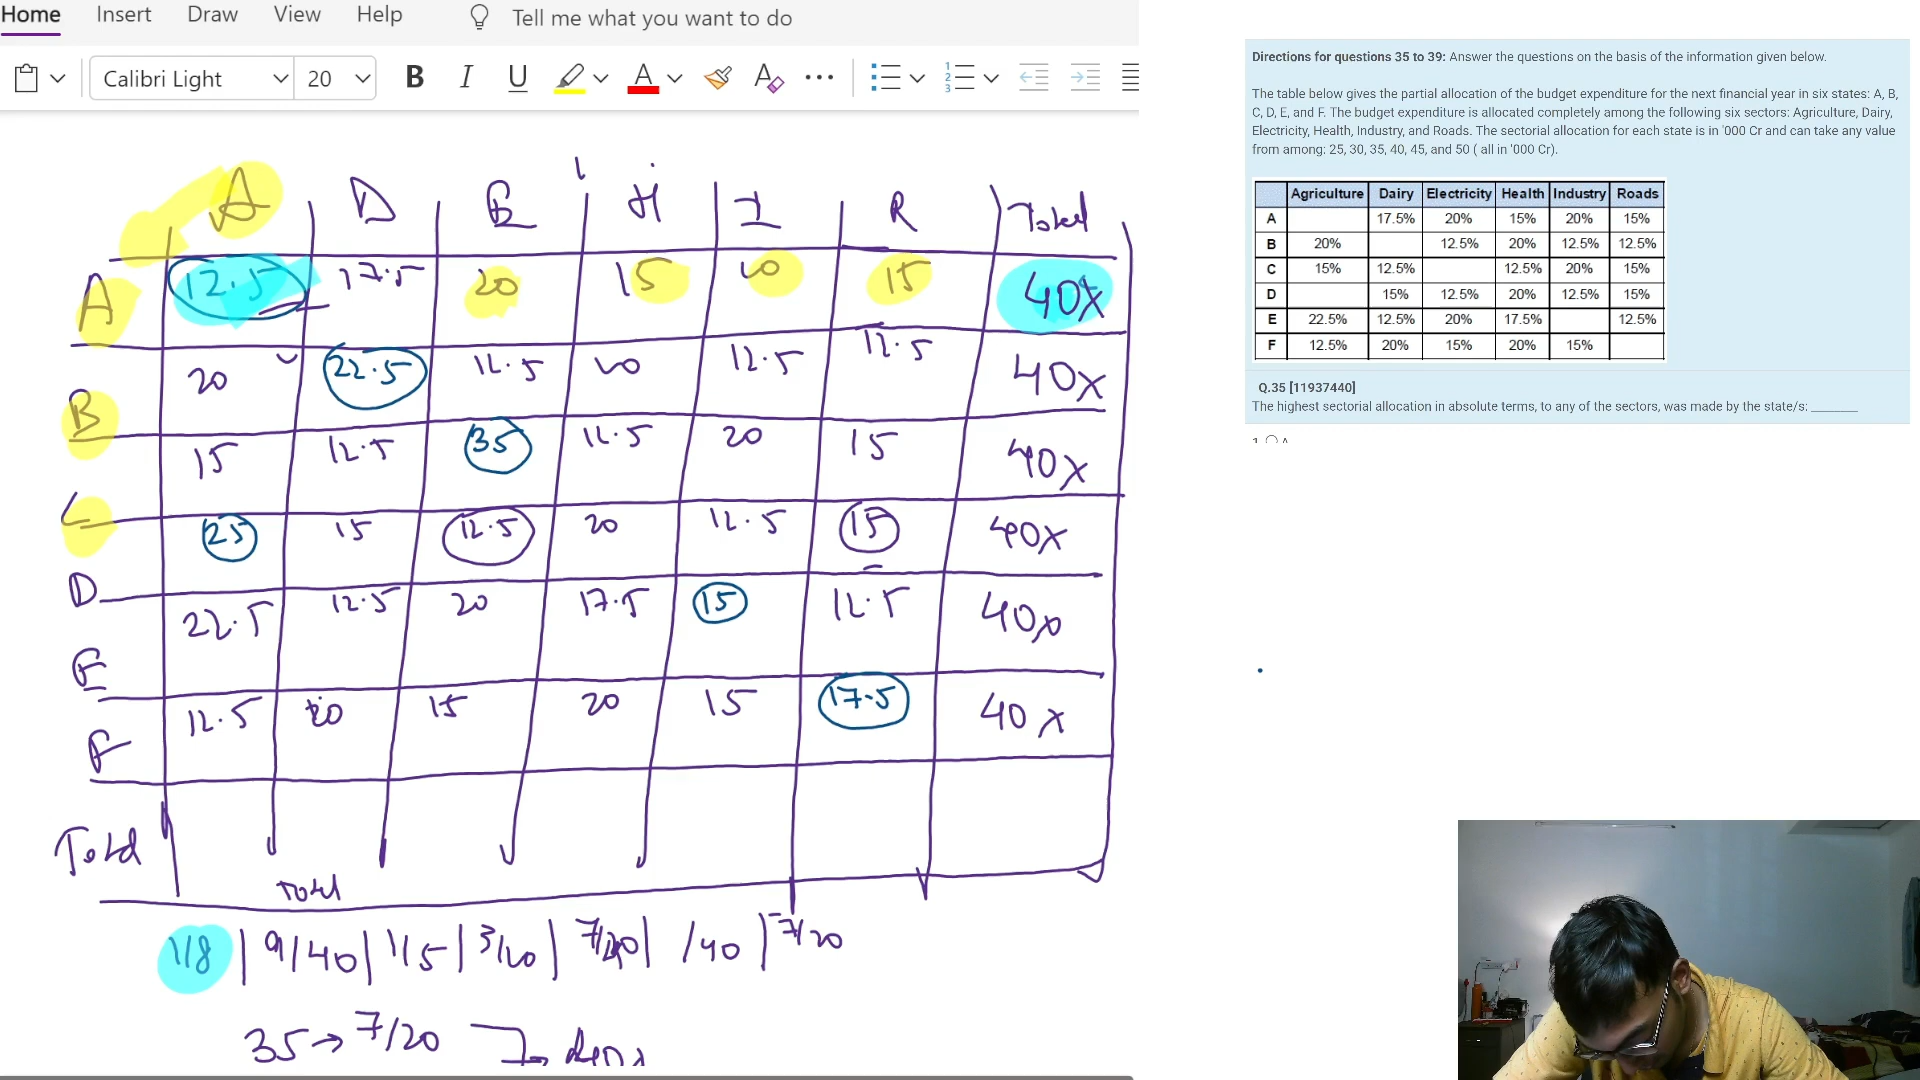 Home Insert Draw View Help Tell me what you want to do
Calibri Light 20 B I U A
A D E H I R Total
A 12.5 17.5 20 15 20 15 40x
B 20 22.5 12.5 20 12.5 12.5 40x
C 15 12.5 35 12.5 20 15 40x
D 25 15 12.5 20 12.5 15 40x
E 22.5 12.5 20 17.5 15 12.5 40x
F 12.5 20 15 20 15 17.5 40x
Total
Total
1/8 | 9/40 | 1/5 | 3/20 | 7/20 | /40 | 7/20
35 → 7/20
Directions for questions 35 to 39: Answer the questions on the basis of the information given below.
The table below gives the partial allocation of the budget expenditure for the next financial year in six states: A, B,
C, D, E, and F. The budget expenditure is allocated completely among the following six sectors: Agriculture, Dairy,
Electricity, Health, Industry, and Roads. The sectorial allocation for each state is in '000 Cr and can take any value
from among: 25, 30, 35, 40, 45, and 50 ( all in '000 Cr).
Agriculture Dairy Electricity Health Industry Roads
A 17.5% 20% 15% 20% 15%
B 20% 12.5% 20% 12.5% 12.5%
C 15% 12.5% 12.5% 20% 15%
D 15% 12.5% 20% 12.5% 15%
E 22.5% 12.5% 20% 17.5% 12.5%
F 12.5% 20% 15% 20% 15%
Q.35 [11937440]
The highest sectorial allocation in absolute terms, to any of the sectors, was made by the state/s: ________
1. A